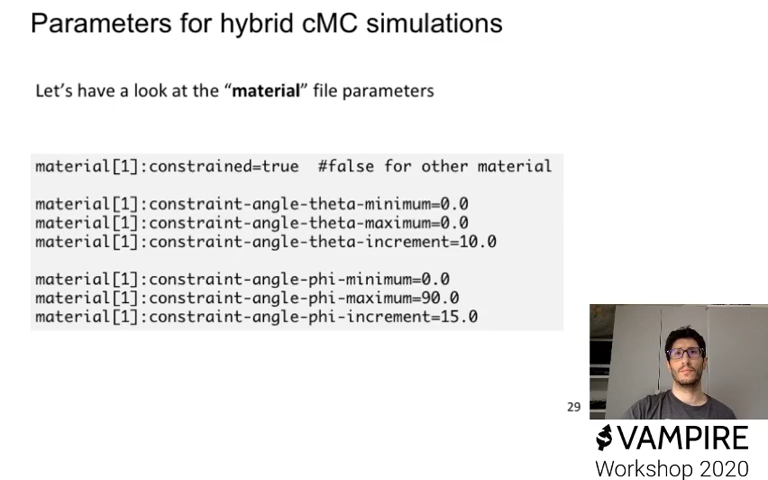 Parameters for hybrid cMC simulations
Let's have a look at the “material” file parameters
material[1]:constrained=true  #false for other material
material[1]:constraint-angle-theta-minimum=0.0
material[1]:constraint-angle-theta-maximum=0.0
material[1]:constraint-angle-theta-increment=10.0
material[1]:constraint-angle-phi-minimum=0.0
material[1]:constraint-angle-phi-maximum=90.0
material[1]:constraint-angle-phi-increment=15.0
29
VAMPIRE
Workshop 2020